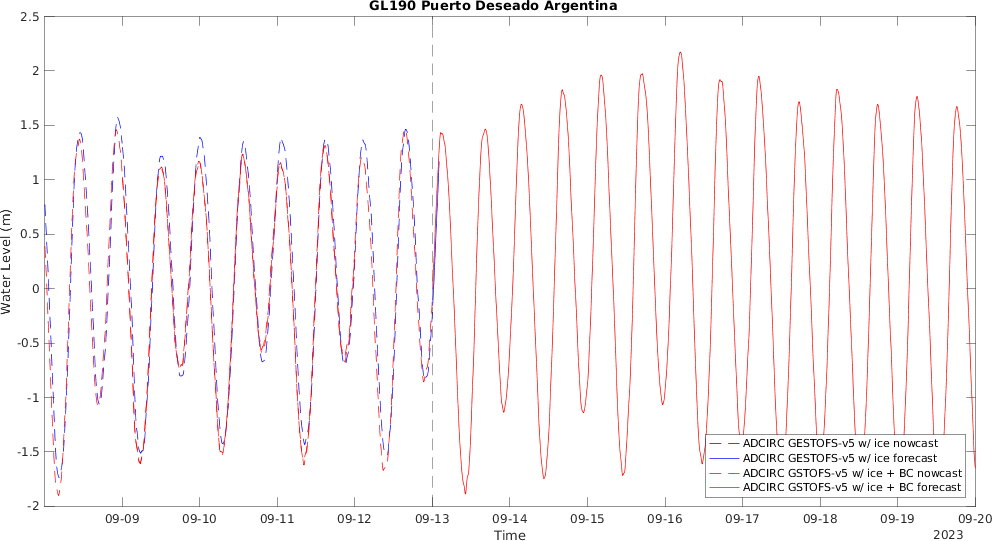 GL190 Puerto Deseado Argentina
2.5
2
1.5
1
0.5
0
-0.5
-1
-1.5
-2
Water Level (m)
ADCIRC GESTOFS-v5 w/ ice nowcast
ADCIRC GESTOFS-v5 w/ ice forecast
ADCIRC GSTOFS-v5 w/ ice + BC nowcast
ADCIRC GSTOFS-v5 w/ ice + BC forecast
09-09 09-10 09-11 09-12 09-13 09-14 09-15 09-16 09-17 09-18 09-19 09-20
Time
2023